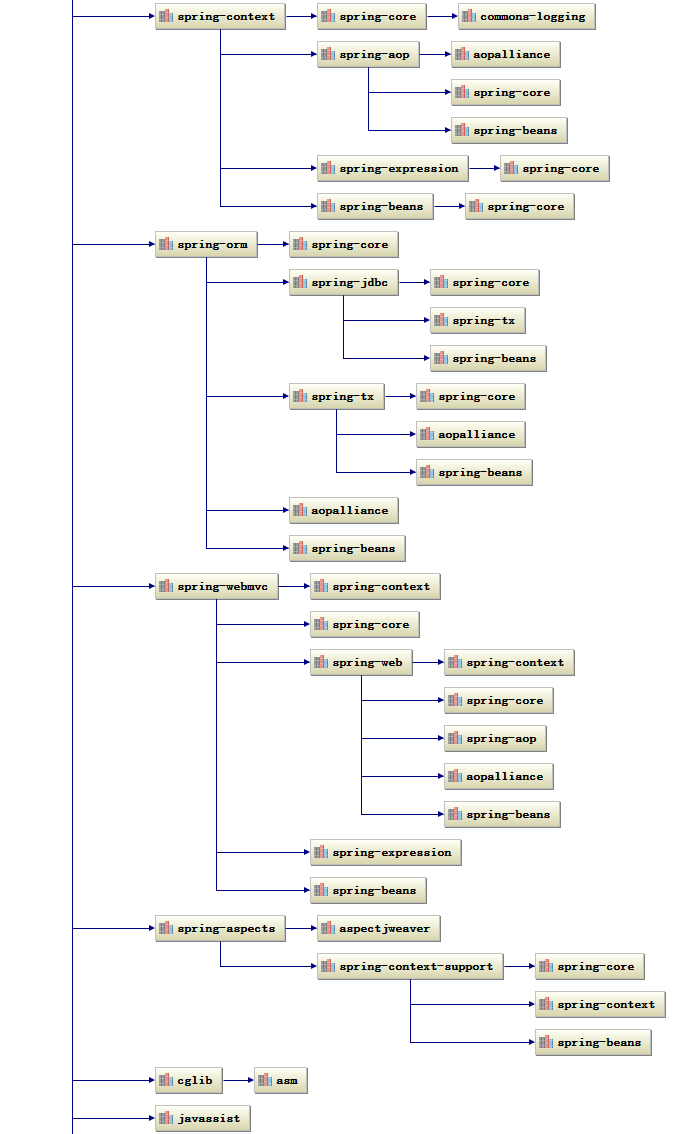 spring-context spring-core commons-logging
spring-aop aopalliance
spring-core
spring-beans
spring-expression spring-core
spring-beans spring-core
spring-orm spring-core
spring-jdbc spring-core
spring-tx
spring-beans
spring-tx spring-core
aopalliance
spring-beans
aopalliance
spring-beans
spring-webmvc spring-context
spring-core
spring-web spring-context
spring-core
spring-aop
aopalliance
spring-beans
spring-expression
spring-beans
spring-aspects aspectjweaver
spring-context-support spring-core
spring-context
spring-beans
cglib asm
javassist